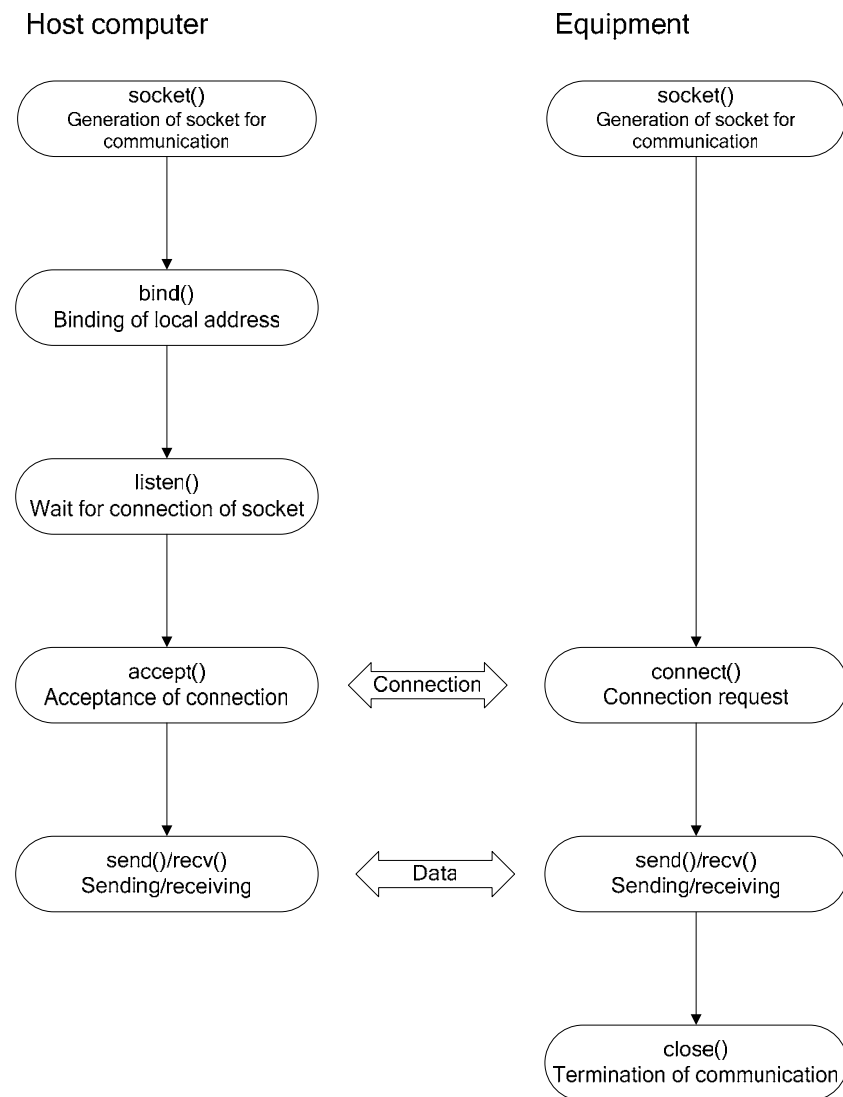 Host computer
Equipment
socket()
Generation of socket for
communication
socket()
Generation of socket for
communication
bind()
Binding of local address
listen()
Wait for connection of socket
accept()
Acceptance of connection
Connection
connect()
Connection request
send()/recv()
Sending/receiving
Data
send()/recv()
Sending/receiving
close()
Termination of communication